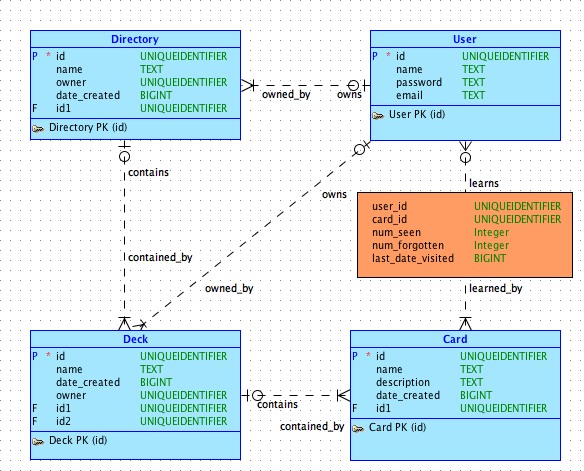 Directory
P * id UNIQUEIDENTIFIER
name TEXT
owner UNIQUEIDENTIFIER
date_created BIGINT
F id1 UNIQUEIDENTIFIER
Directory PK (id)
User
P * id UNIQUEIDENTIFIER
name TEXT
password TEXT
email TEXT
User PK (id)
owned_by
owns
contains
contained_by
owns
owned_by
learns
user_id UNIQUEIDENTIFIER
card_id UNIQUEIDENTIFIER
num_seen Integer
num_forgotten Integer
last_date_visited BIGINT
learned_by
Deck
P * id UNIQUEIDENTIFIER
name TEXT
date_created BIGINT
owner UNIQUEIDENTIFIER
F id1 UNIQUEIDENTIFIER
F id2 UNIQUEIDENTIFIER
Deck PK (id)
contains
contained_by
Card
P * id UNIQUEIDENTIFIER
name TEXT
description TEXT
date_created BIGINT
F id1 UNIQUEIDENTIFIER
Card PK (id)